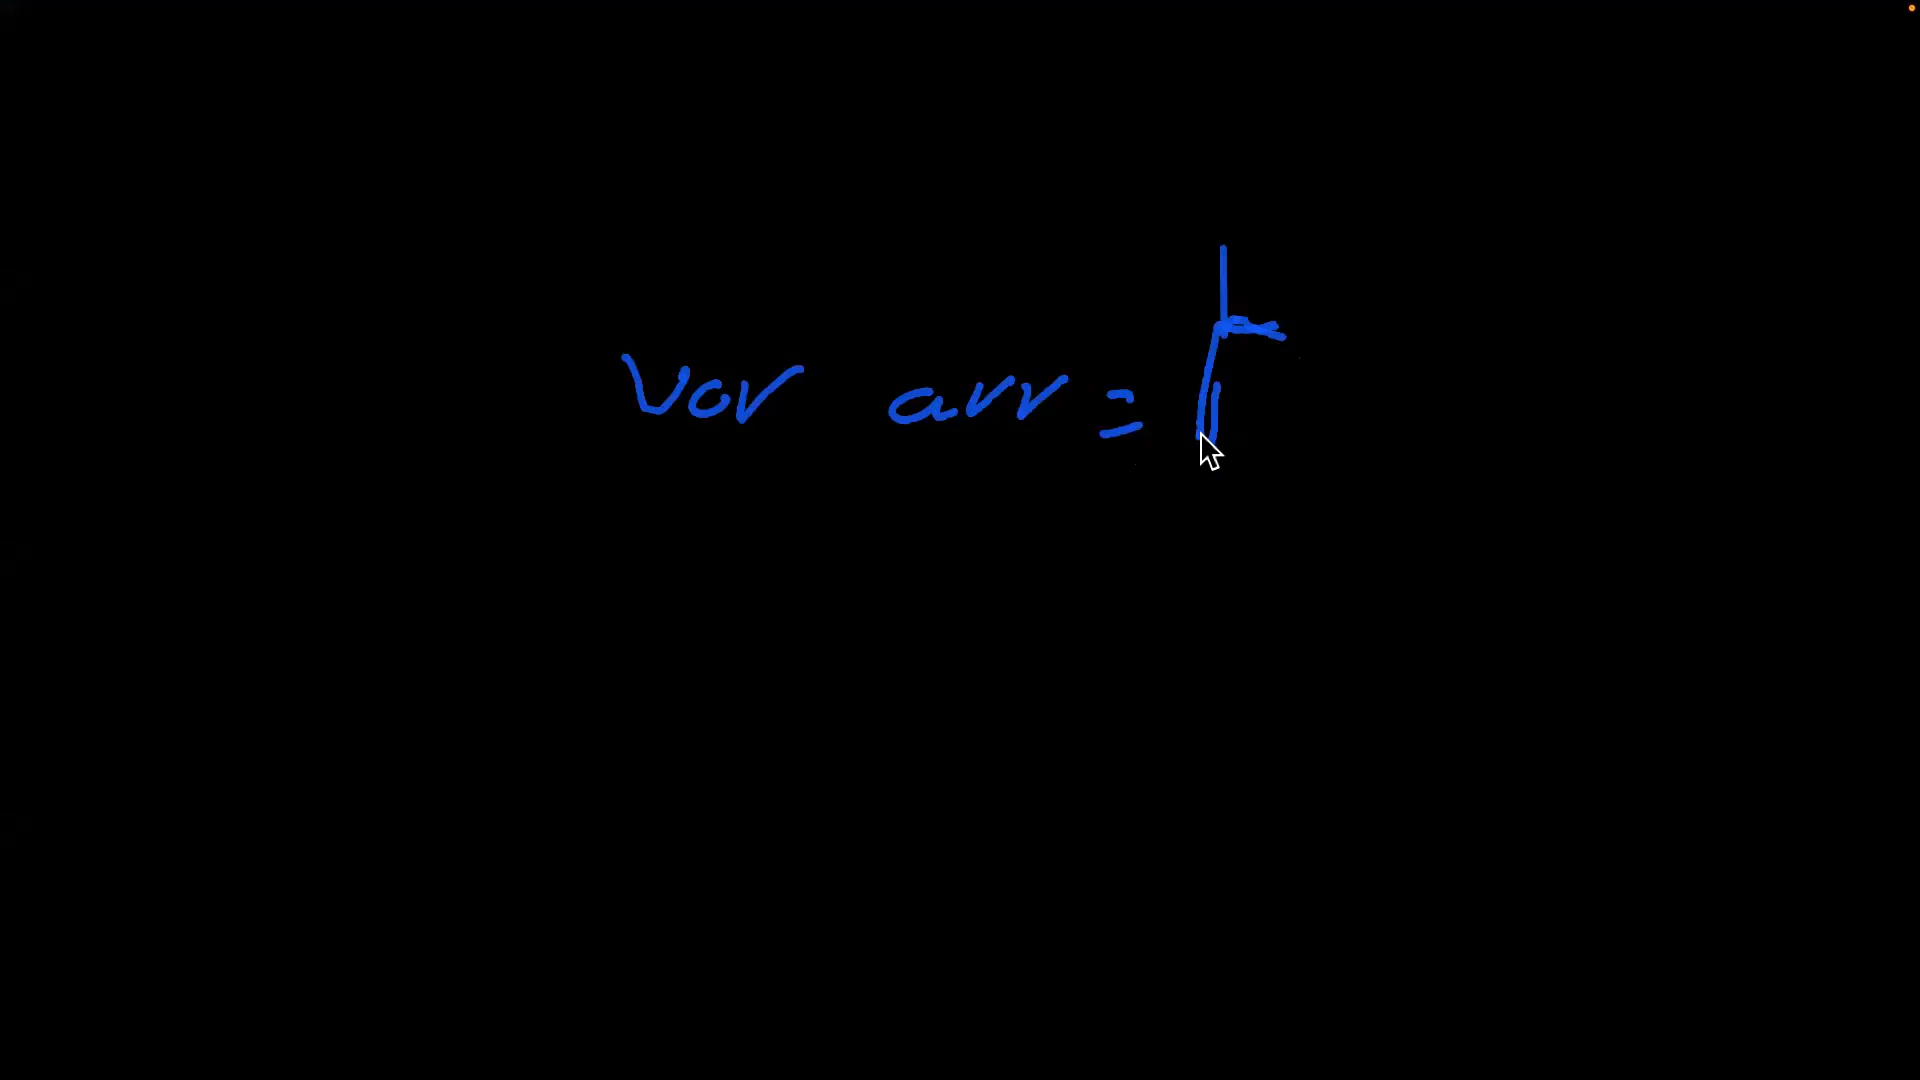 var arr = [